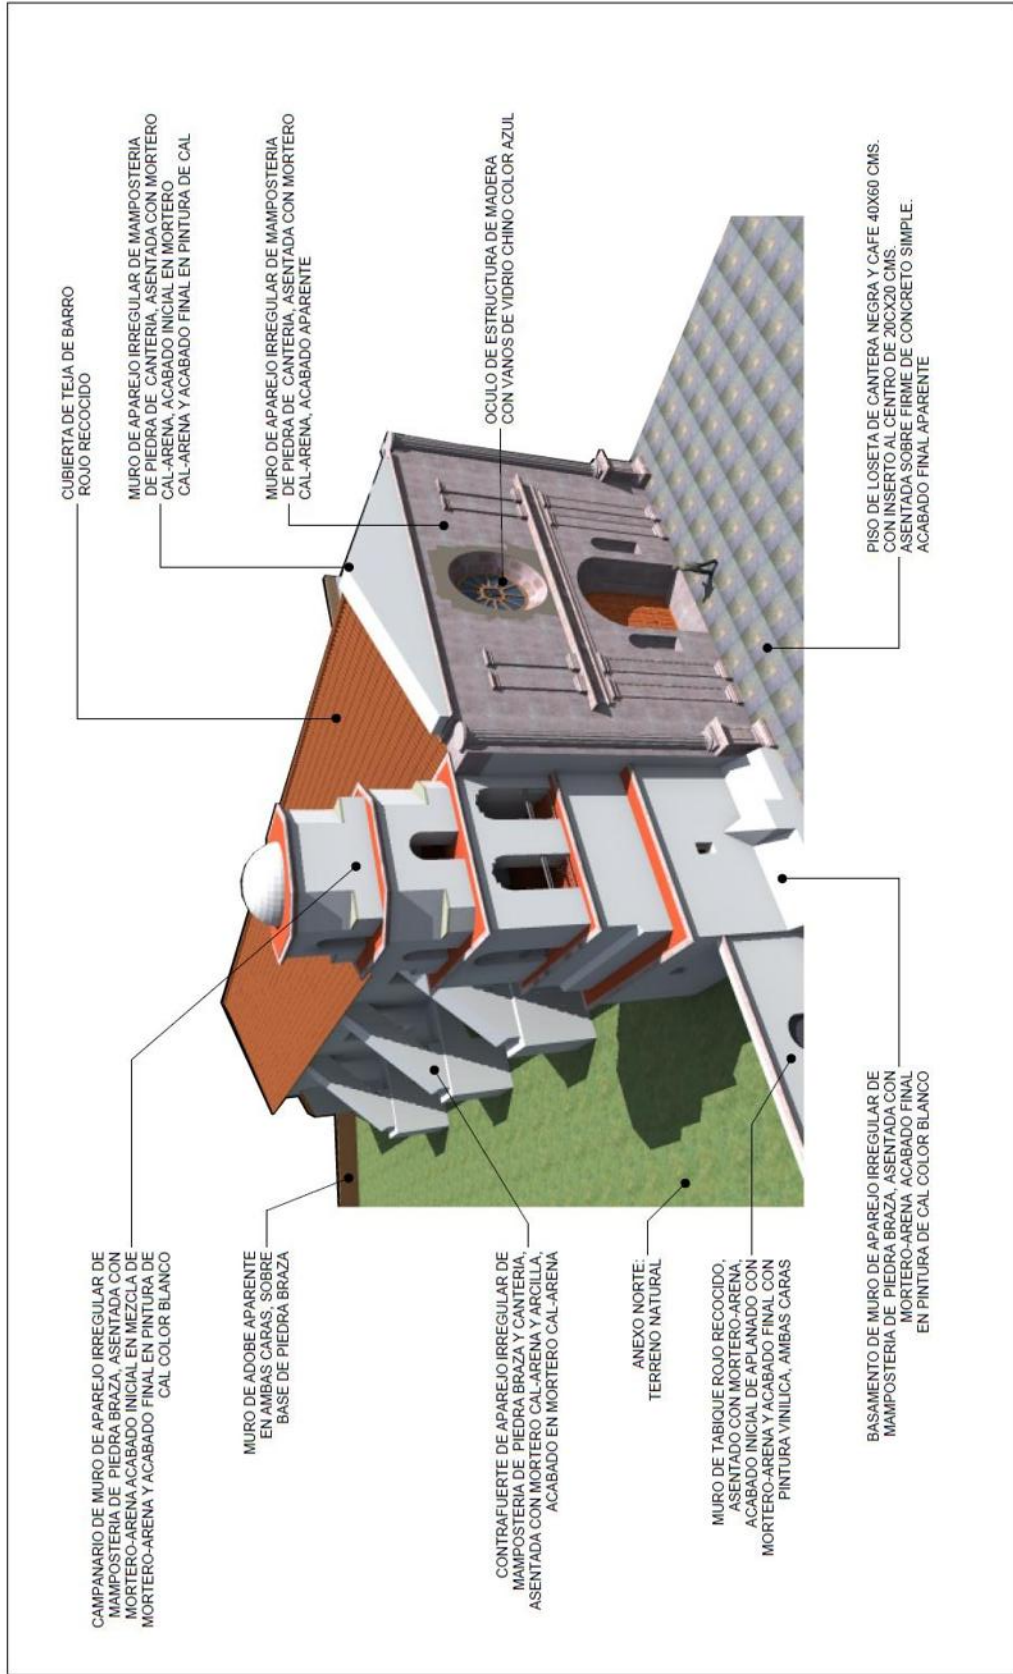 CAMPANARIO DE MURO DE APAREJO IRREGULAR DE
MAMPOSTERIA DE PIEDRA BRAZA, ASENTADA CON
MORTERO-ARENA ACABADO INICIAL EN MEZCLA DE
MORTERO-ARENA Y ACABADO FINAL EN PINTURA DE
CAL COLOR BLANCO
MURO DE ADOBE APARENTE
EN AMBAS CARAS, SOBRE
BASE DE PIEDRA BRAZA
CONTRAFUERTE DE APAREJO IRREGULAR DE
MAMPOSTERIA DE PIEDRA BRAZA Y CANTERIA,
ASENTADA CON MORTERO CAL-ARENA Y ARCILLA,
ACABADO EN MORTERO CAL-ARENA
ANEXO NORTE:
TERRENO NATURAL
MURO DE TABIQUE ROJO RECOCIDO,
ASENTADO CON MORTERO-ARENA,
ACABADO INICIAL DE APLANADO CON
MORTERO-ARENA Y ACABADO FINAL CON
PINTURA VINILICA, AMBAS CARAS
BASAMENTO DE MURO DE APAREJO IRREGULAR DE
MAMPOSTERIA DE PIEDRA BRAZA, ASENTADA CON
MORTERO-ARENA, ACABADO FINAL
EN PINTURA DE CAL COLOR BLANCO
CUBIERTA DE TEJA DE BARRO
ROJO RECOCIDO
MURO DE APAREJO IRREGULAR DE MAMPOSTERIA
DE PIEDRA DE CANTERIA, ASENTADA CON MORTERO
CAL-ARENA, ACABADO INICIAL EN MORTERO
CAL-ARENA Y ACABADO FINAL EN PINTURA DE CAL
MURO DE APAREJO IRREGULAR DE MAMPOSTERIA
DE PIEDRA DE CANTERIA, ASENTADA CON MORTERO
CAL-ARENA, ACABADO APARENTE
OCULO DE ESTRUCTURA DE MADERA
CON VANOS DE VIDRIO CHINO COLOR AZUL
PISO DE LOSETA DE CANTERA NEGRA Y CAFE 40X60 CMS.
CON INSERTO AL CENTRO DE 20CX20 CMS.
ASENTADA SOBRE FIRME DE CONCRETO SIMPLE.
ACABADO FINAL APARENTE